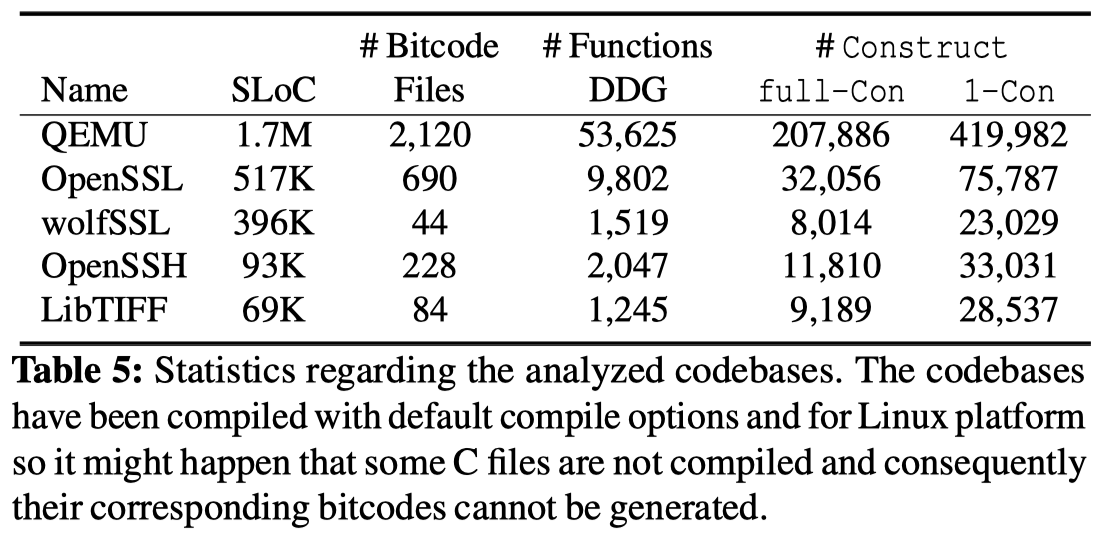 # Bitcode # Functions # Construct
Name SLoC Files DDG full-Con 1-Con
QEMU 1.7M 2,120 53,625 207,886 419,982
OpenSSL 517K 690 9,802 32,056 75,787
wolfSSL 396K 44 1,519 8,014 23,029
OpenSSH 93K 228 2,047 11,810 33,031
LibTIFF 69K 84 1,245 9,189 28,537
Table 5: Statistics regarding the analyzed codebases. The codebases
have been compiled with default compile options and for Linux platform
so it might happen that some C files are not compiled and consequently
their corresponding bitcodes cannot be generated.